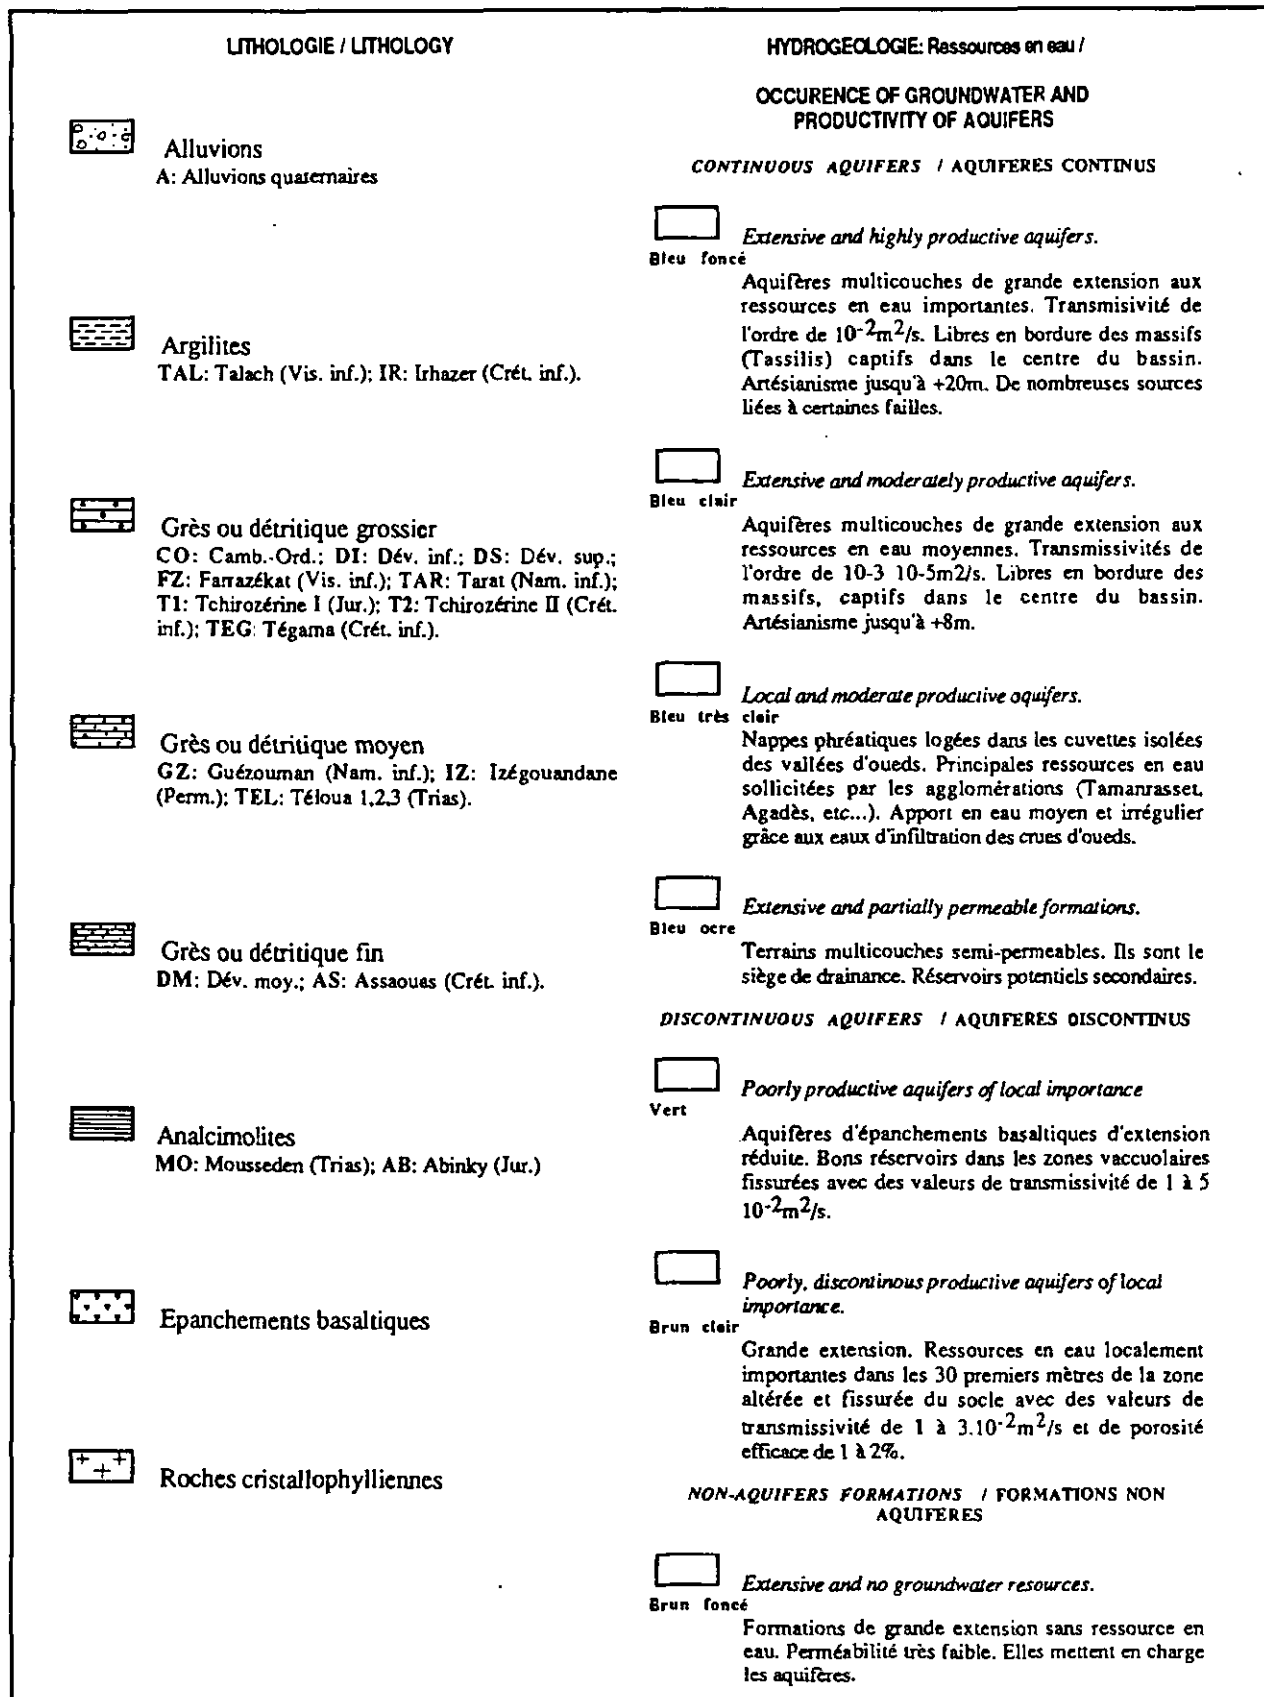 LITHOLOGIE / LITHOLOGY
Alluvions
A: Alluvions quaternaires
Argilites
TAL: Talach (Vis. inf.); IR: Irhazer (Crét. inf.).
Grès ou détritique grossier
CO: Camb.-Ord.; DI: Dév. inf.; DS: Dév. sup.;
FZ: Farrazékat (Vis. inf.); TAR: Tarat (Nam. inf.);
T1: Tchirozérine I (Jur.); T2: Tchirozérine II (Crét.
inf.); TEG: Tégama (Crét. inf.).
Grès ou détritique moyen
GZ: Guézouman (Nam. inf.); IZ: Izégouandane
(Perm.); TEL: Téloua 1,2,3 (Trias).
Grès ou détritique fin
DM: Dév. moy.; AS: Assaouas (Crét. inf.).
Analcimolites
MO: Mousseden (Trias); AB: Abinky (Jur.)
Epanchements basaltiques
Roches cristallophylliennes
HYDROGEOLOGIE: Ressources en eau /
OCCURENCE OF GROUNDWATER AND
PRODUCTIVITY OF AQUIFERS
CONTINUOUS AQUIFERS / AQUIFERES CONTINUS
Extensive and highly productive aquifers.
Bleu foncé
Aquifères multicouches de grande extension aux
ressources en eau importantes. Transmisivité de
l'ordre de 10-2m2/s. Libres en bordure des massifs
(Tassilis) captifs dans le centre du bassin.
Artésianisme jusqu'à +20m. De nombreuses sources
liées à certaines failles.
Extensive and moderately productive aquifers.
Bleu clair
Aquifères multicouches de grande extension aux
ressources en eau moyennes. Transmissivités de
l'ordre de 10-3 10-5m2/s. Libres en bordure des
massifs, captifs dans le centre du bassin.
Artésianisme jusqu'à +8m.
Local and moderate productive aquifers.
Bleu très clair
Nappes phréatiques logées dans les cuvettes isolées
des vallées d'oueds. Principales ressources en eau
sollicitées par les agglomérations (Tamanrasset,
Agadès, etc...). Apport en eau moyen et irrégulier
grâce aux eaux d'infiltration des crues d'oueds.
Extensive and partially permeable formations.
Bleu ocre
Terrains multicouches semi-permeables. Ils sont le
siège de drainance. Réservoirs potentiels secondaires.
DISCONTINUOUS AQUIFERS / AQUIFERES DISCONTINUS
Poorly productive aquifers of local importance
Vert
Aquifères d'épanchements basaltiques d'extension
réduite. Bons réservoirs dans les zones vaccuolaires
fissurées avec des valeurs de transmissivité de 1 à 5
10-2m2/s.
Poorly, discontinous productive aquifers of local
importance.
Brun clair
Grande extension. Ressources en eau localement
importantes dans les 30 premiers mètres de la zone
altérée et fissurée du socle avec des valeurs de
transmissivité de 1 à 3.10-2m2/s et de porosité
efficace de 1 à 2%.
NON-AQUIFERS FORMATIONS / FORMATIONS NON
AQUIFERES
Extensive and no groundwater resources.
Brun foncé
Formations de grande extension sans ressource en
eau. Perméabilité très faible. Elles mettent en charge
les aquifères.